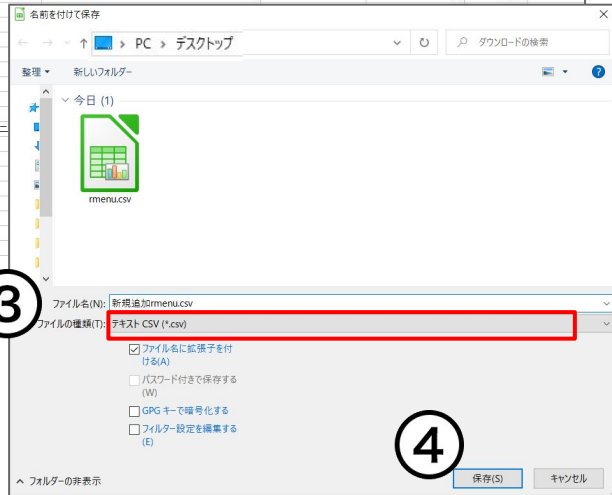 名前を付けて保存
PC > デスクトップ
ダウンロードの検索
整理
新しいフォルダー
今日 (1)
rmenu.csv
③
ファイル名(N): 新規追加rmenu.csv
ファイルの種類(T): テキスト CSV (*.csv)
ファイル名に拡張子を付
ける(A)
パスワード付きで保存する
(W)
GPG キーで暗号化する
フィルター設定を編集する
(E)
④
フォルダーの非表示
保存(S)
キャンセル